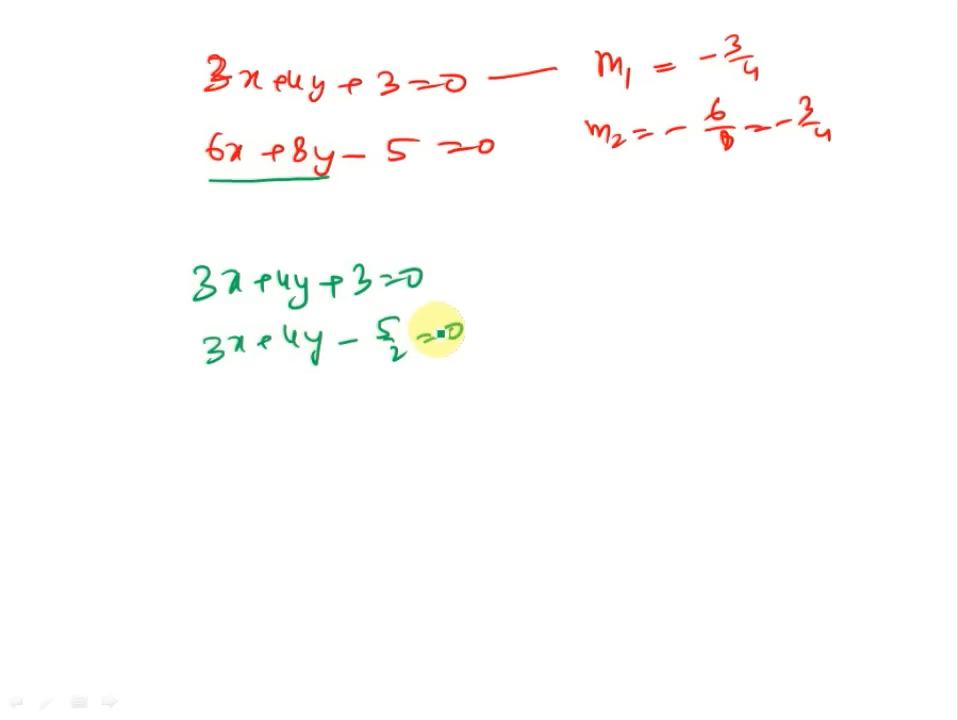 3x+4y+3=0 — m₁ = -3/4
6x+8y-5=0 m₂ = -6/8 = -3/4
3x+4y+3=0
3x+4y-5/2=0